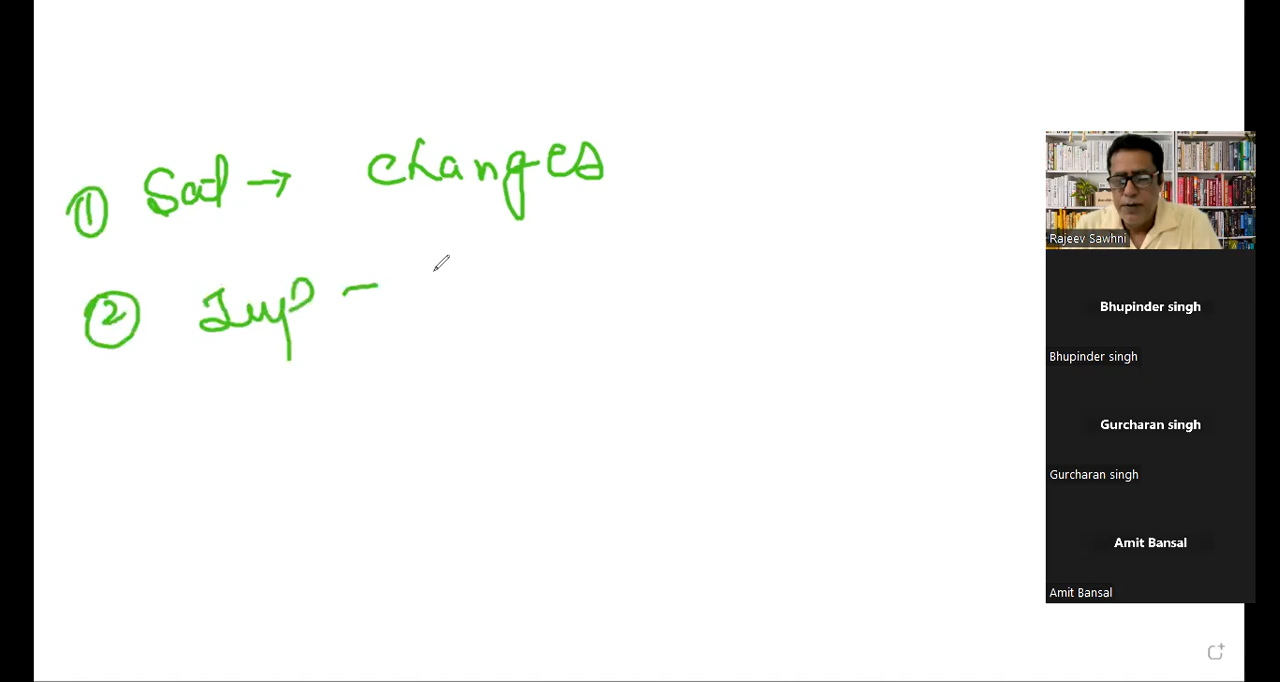 ① Sat → changes
② Jup –
Rajeev Sawhni
Bhupinder singh
Bhupinder singh
Gurcharan singh
Gurcharan singh
Amit Bansal
Amit Bansal